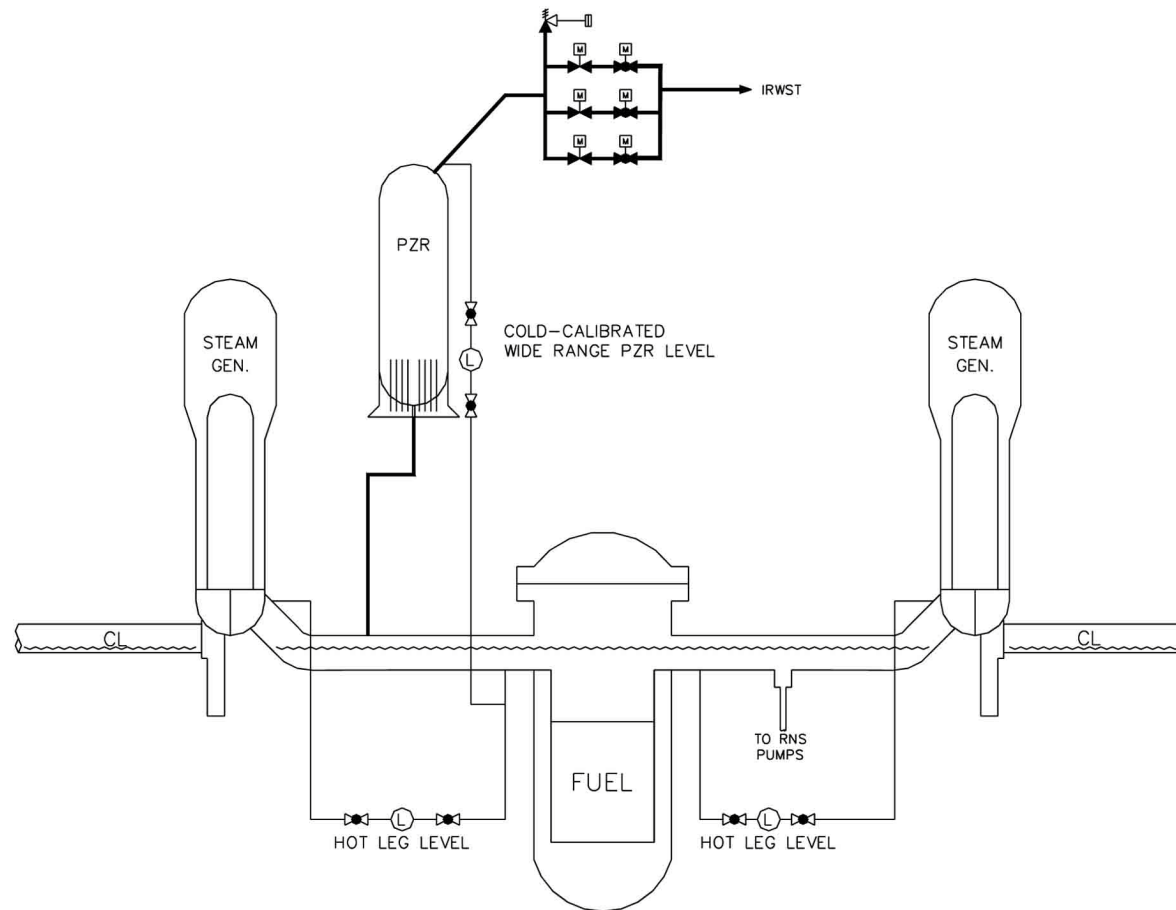 M
M
IRWST
M
M
M
M
PZR
COLD-CALIBRATED
WIDE RANGE PZR LEVEL
L
STEAM
GEN.
STEAM
GEN.
CL
CL
TO RNS
PUMPS
FUEL
L
L
HOT LEG LEVEL
HOT LEG LEVEL